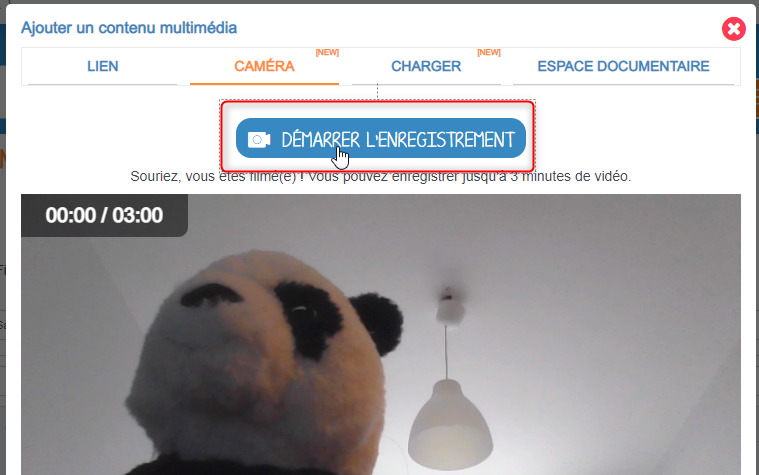 Ajouter un contenu multimédia
LIEN
CAMÉRA
[NEW]
CHARGER
[NEW]
ESPACE DOCUMENTAIRE
DÉMARRER L'ENREGISTREMENT
Souriez, vous êtes filmé(e) ! Vous pouvez enregistrer jusqu'à 3 minutes de vidéo.
00:00 / 03:00